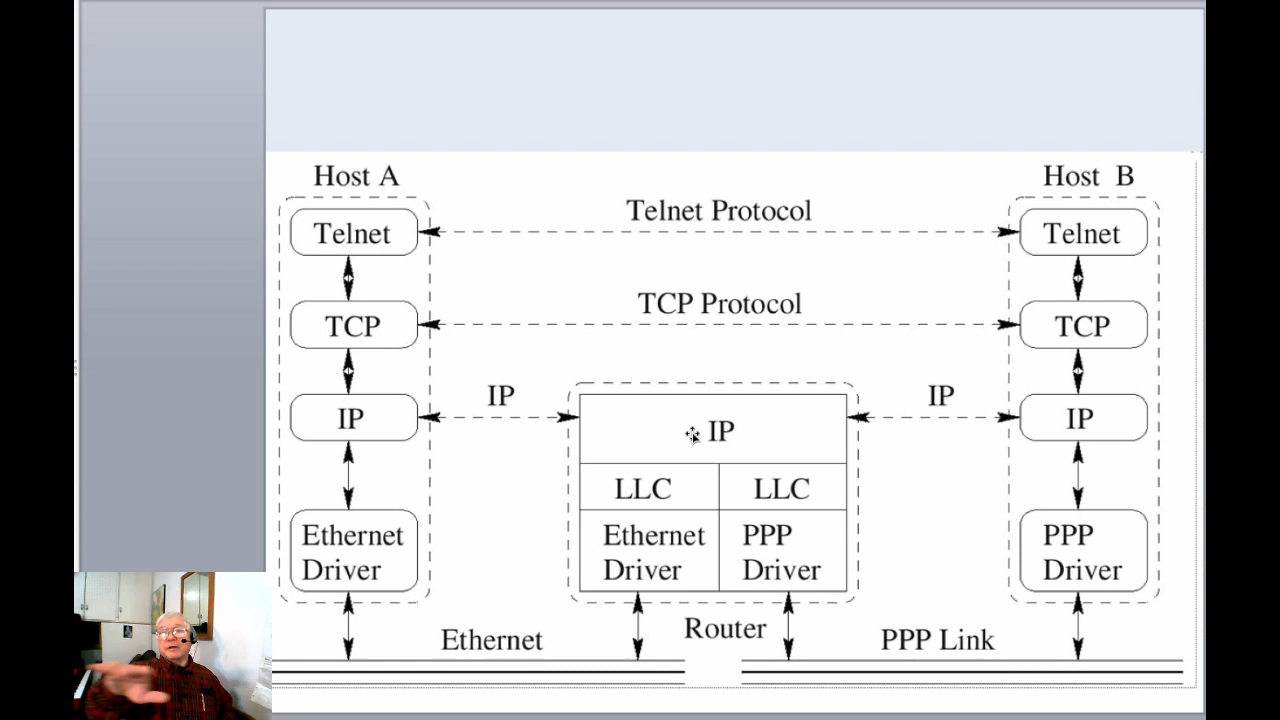 Host A
Host B
Telnet
Telnet Protocol
Telnet
TCP
TCP Protocol
TCP
IP
IP
IP
IP
IP
LLC
LLC
Ethernet
Driver
Ethernet
Driver
PPP
Driver
PPP
Driver
Ethernet
Router
PPP Link